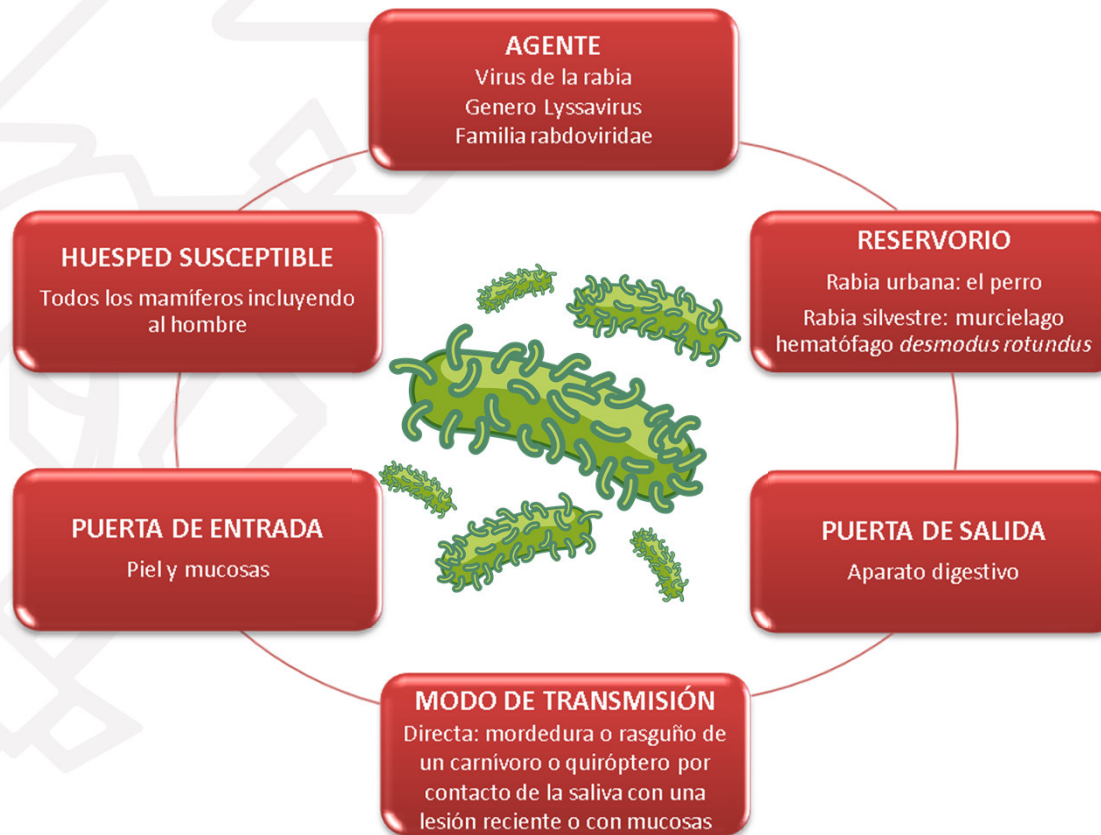 AGENTE
Virus de la rabia
Genero Lyssavirus
Familia rabdoviridae
RESERVORIO
Rabia urbana: el perro
Rabia silvestre: murcielago
hematófago desmodus rotundus
PUERTA DE SALIDA
Aparato digestivo
MODO DE TRANSMISIÓN
Directa: mordedura o rasguño de
un carnívoro o quiróptero por
contacto de la saliva con una
lesión reciente o con mucosas
PUERTA DE ENTRADA
Piel y mucosas
HUESPED SUSCEPTIBLE
Todos los mamíferos incluyendo
al hombre